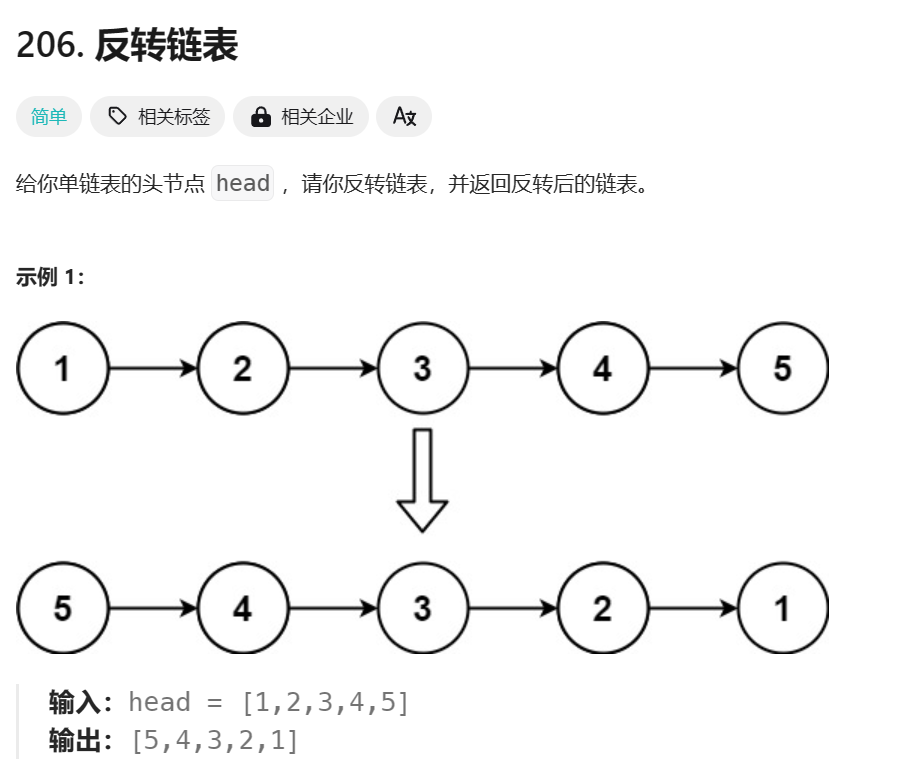 206. 反转链表
简单 相关标签 相关企业 A文
给你单链表的头节点 head ，请你反转链表，并返回反转后的链表。
示例 1：
1 2 3 4 5
5 4 3 2 1
输入：head = [1,2,3,4,5]
输出：[5,4,3,2,1]